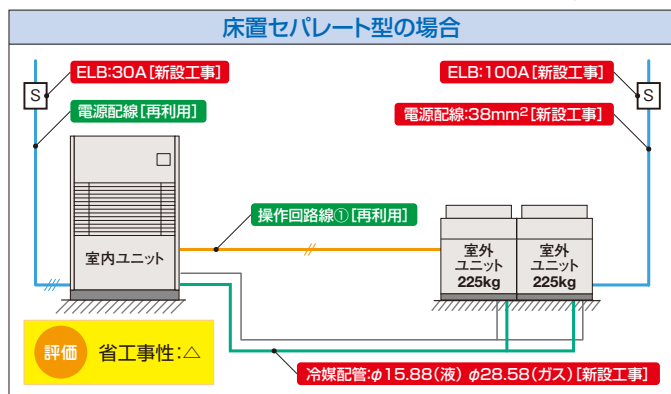 床置セパレート型の場合
ELB:30A[新設工事]
ELB:100A[新設工事]
S
S
電源配線[再利用]
電源配線:38mm²[新設工事]
操作回路線①[再利用]
室内ユニット
室外
ユニット
225kg
室外
ユニット
225kg
評価 省工事性:△
冷媒配管:φ15.88(液) φ28.58(ガス)[新設工事]